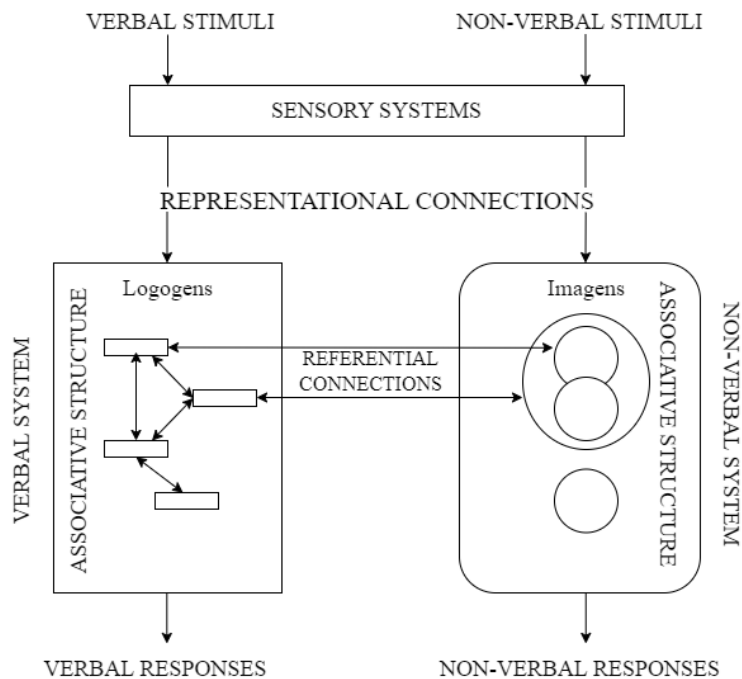 VERBAL STIMULI
NON-VERBAL STIMULI
SENSORY SYSTEMS
REPRESENTATIONAL CONNECTIONS
VERBAL SYSTEM
ASSOCIATIVE STRUCTURE
Logogens
REFERENTIAL
CONNECTIONS
Imagens
ASSOCIATIVE STRUCTURE
NON-VERBAL SYSTEM
VERBAL RESPONSES
NON-VERBAL RESPONSES